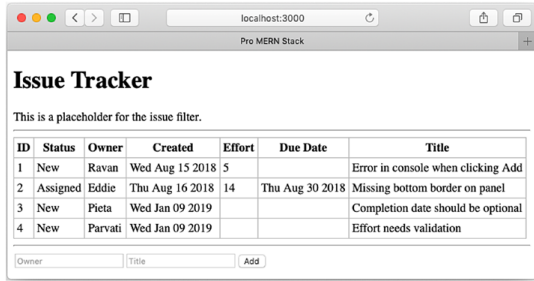 localhost:3000
Pro MERN Stack
Issue Tracker
This is a placeholder for the issue filter.
ID Status Owner Created Effort Due Date Title
1 New Ravan Wed Aug 15 2018 5 Error in console when clicking Add
2 Assigned Eddie Thu Aug 16 2018 14 Thu Aug 30 2018 Missing bottom border on panel
3 New Pieta Wed Jan 09 2019 Completion date should be optional
4 New Parvati Wed Jan 09 2019 Effort needs validation
Owner Title Add